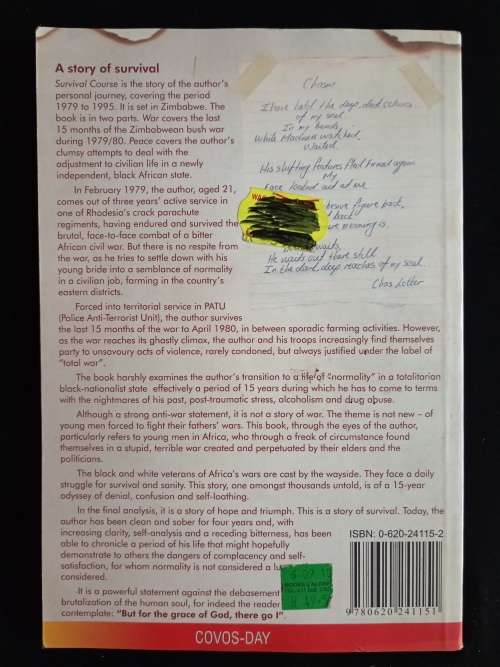 A story of survival
Survival Course is the story of the author's
personal journey, covering the period
1979 to 1995. It is set in Zimbabwe. The
book is in two parts. War covers the last
15 months of the Zimbabwean bush war
during 1979/80. Peace covers the author's
clumsy attempts to deal with the
adjustment to civilian life in a newly
independent, black African state.
In February 1979, the author, aged 21,
comes out of three years' active service in
one of Rhodesia's crack parachute
regiments, having endured and survived the
brutal, face-to-face combat of a bitter
African civil war. But there is no respite from
the war, as he tries to settle down with his
young bride into a semblance of normality
in a civilian job, farming in the country's
eastern districts.
Forced into territorial service in PATU
(Police Anti-Terrorist Unit), the author survives
the last 15 months of the war to April 1980, in between sporadic farming activities. However,
as the war reaches its ghastly climax, the author and his troops increasingly find themselves
party to unsavoury acts of violence, rarely condoned, but always justified under the label of
"total war".
The book harshly examines the author's transition to a life of "normality" in a totalitarian
black-nationalist state effectively a period of 15 years during which he has to come to terms
with the nightmares of his past, post-traumatic stress, alcoholism and drug abuse.
Although a strong anti-war statement, it is not a story of war. The theme is not new – of
young men forced to fight their fathers' wars. This book, through the eyes of the author,
particularly refers to young men in Africa, who through a freak of circumstance found
themselves in a stupid, terrible war created and perpetuated by their elders and the
politicians.
The black and white veterans of Africa's wars are cast by the wayside. They face a daily
struggle for survival and sanity. This story, one amongst thousands untold, is of a 15-year
odyssey of denial, confusion and self-loathing.
In the final analysis, it is a story of hope and triumph. This is a story of survival. Today, the
author has been clean and sober for four years and, with
increasing clarity, self-analysis and a receding bitterness, has been
able to chronicle a period of his life that might hopefully
demonstrate to others the dangers of complacency and self-
satisfaction, for whom normality is not considered a
considered.
It is a powerful statement against the debasement
brutalization of the human soul, for indeed the reader
contemplate: "But for the grace of God, there go I".
Chasm
I have held the deep, dark echoes
of my soul
In my hands,
While Madness watched,
Waited.
His shifting features
My
Face looked out at me
brave figure back,
back
meaning is.
waits
He waits out there still
In the dark, deep reaches of my soul.
Chas Lotter
ISBN: 0-620-24115-2
9 780620 241151
COVOS-DAY